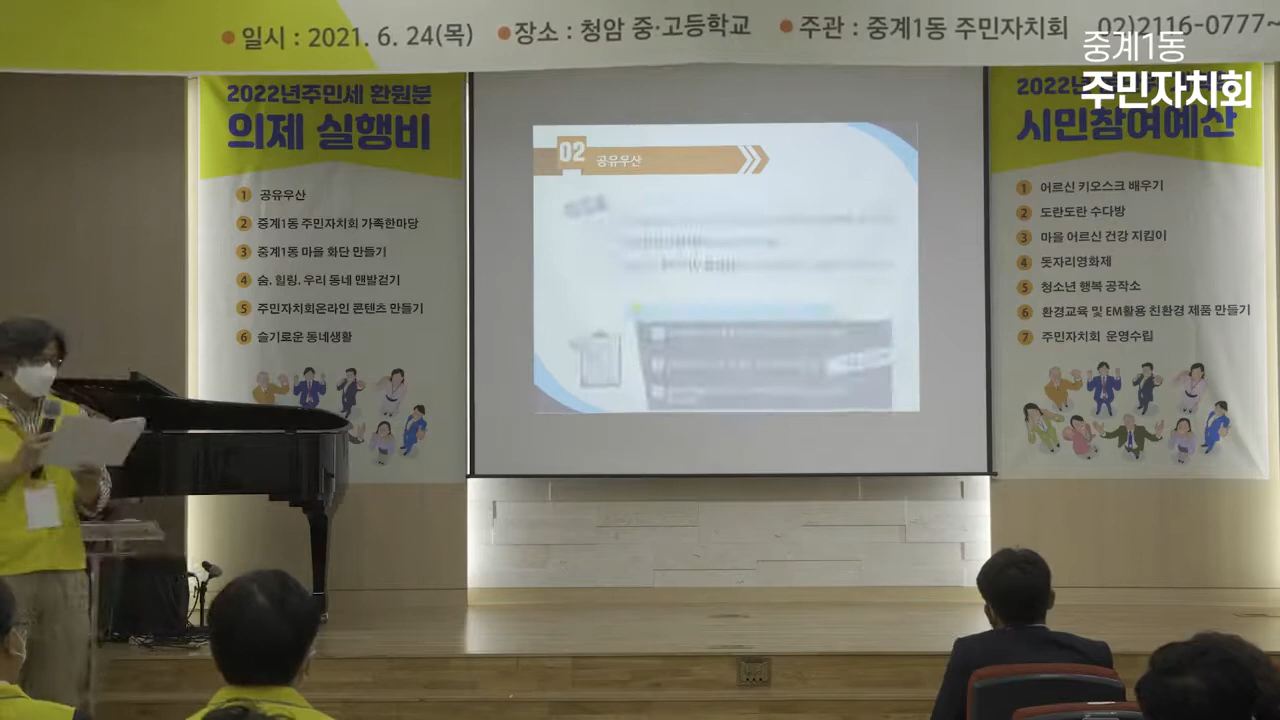 일시 : 2021. 6. 24(목) 장소 : 청암 중·고등학교 주관 : 중계1동 주민자치회 02)2116-0777~
중계1동
주민자치회
2022년주민세 환원분
의제 실행비
1 공유우산
2 중계1동 주민자치회 가족한마당
3 중계1동 마을 화단 만들기
4 숨. 힐링. 우리 동네 맨발걷기
5 주민자치회온라인 콘텐츠 만들기
6 슬기로운 동네생활
02 공유우산
2022년
시민참여예산
1 어르신 키오스크 배우기
2 도란도란 수다방
3 마을 어르신 건강 지킴이
4 돗자리영화제
5 청소년 행복 공작소
6 환경교육 및 EM활용 친환경 제품 만들기
7 주민자치회 운영수립